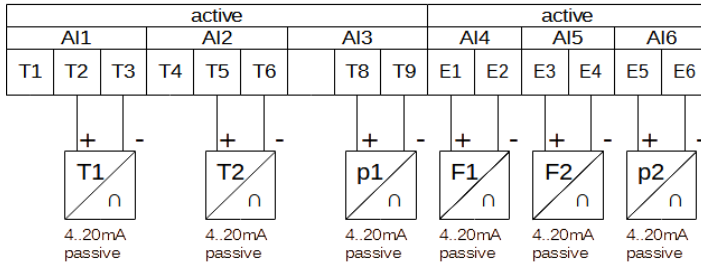 active active
AI1 AI2 AI3 AI4 AI5 AI6
T1 T2 T3 T4 T5 T6 T8 T9 E1 E2 E3 E4 E5 E6
+ - + - + - + - + - + -
T1 T2 p1 F1 F2 p2
∩ ∩ ∩ ∩ ∩ ∩
4..20mA 4..20mA 4..20mA 4..20mA 4..20mA 4..20mA
passive passive passive passive passive passive